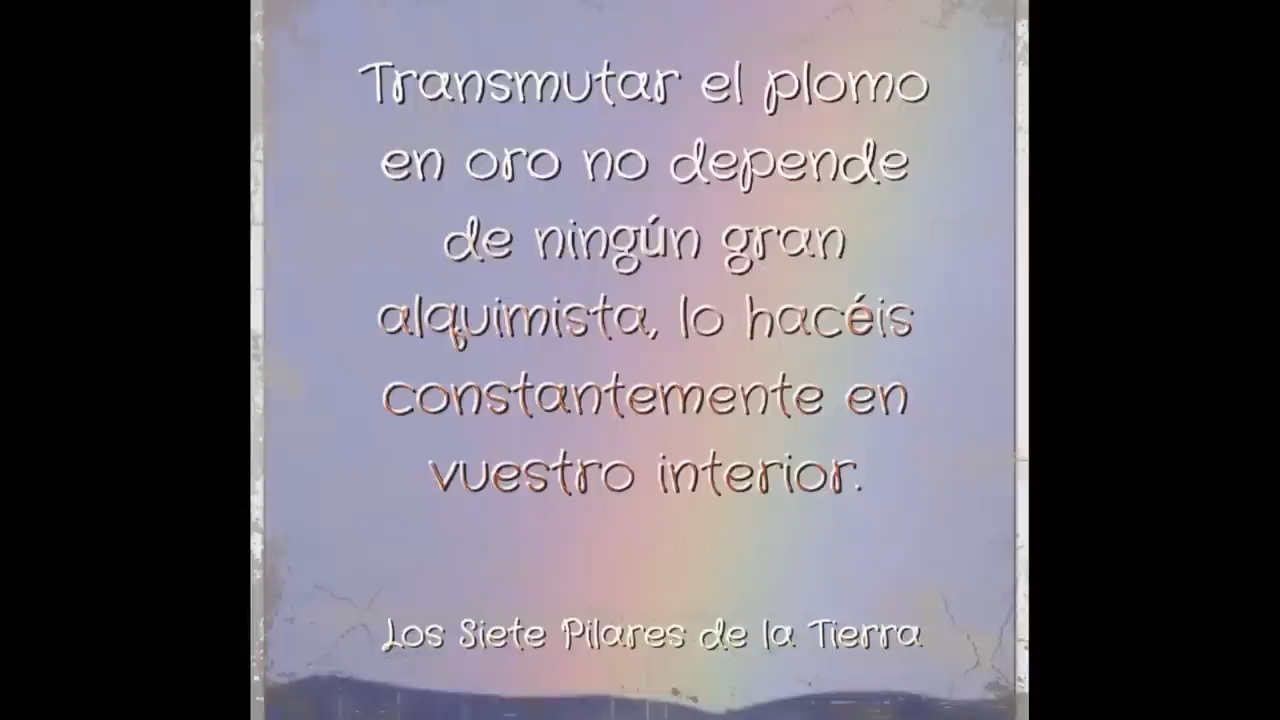 Transmutar el plomo
en oro no depende
de ningún gran
alquimista, lo hacéis
constantemente en
vuestro interior.
Los Siete Pilares de la Tierra